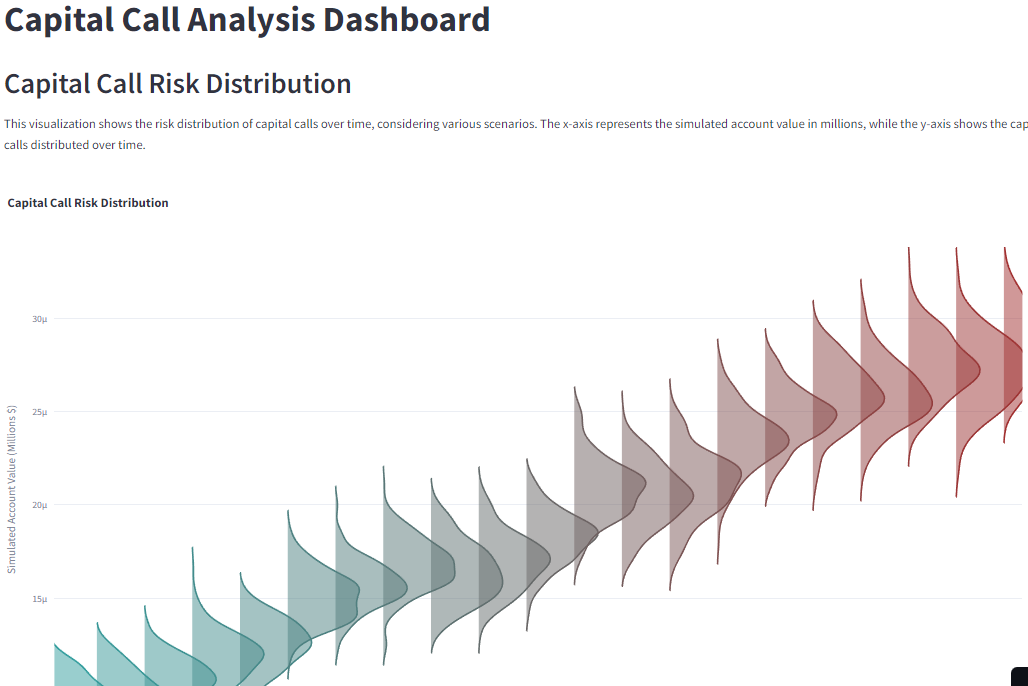 Capital Call Analysis Dashboard
Capital Call Risk Distribution
This visualization shows the risk distribution of capital calls over time, considering various scenarios. The x-axis represents the simulated account value in millions, while the y-axis shows the cap
calls distributed over time.
Capital Call Risk Distribution
30μ
25μ
20μ
15μ
Simulated Account Value (Millions $)